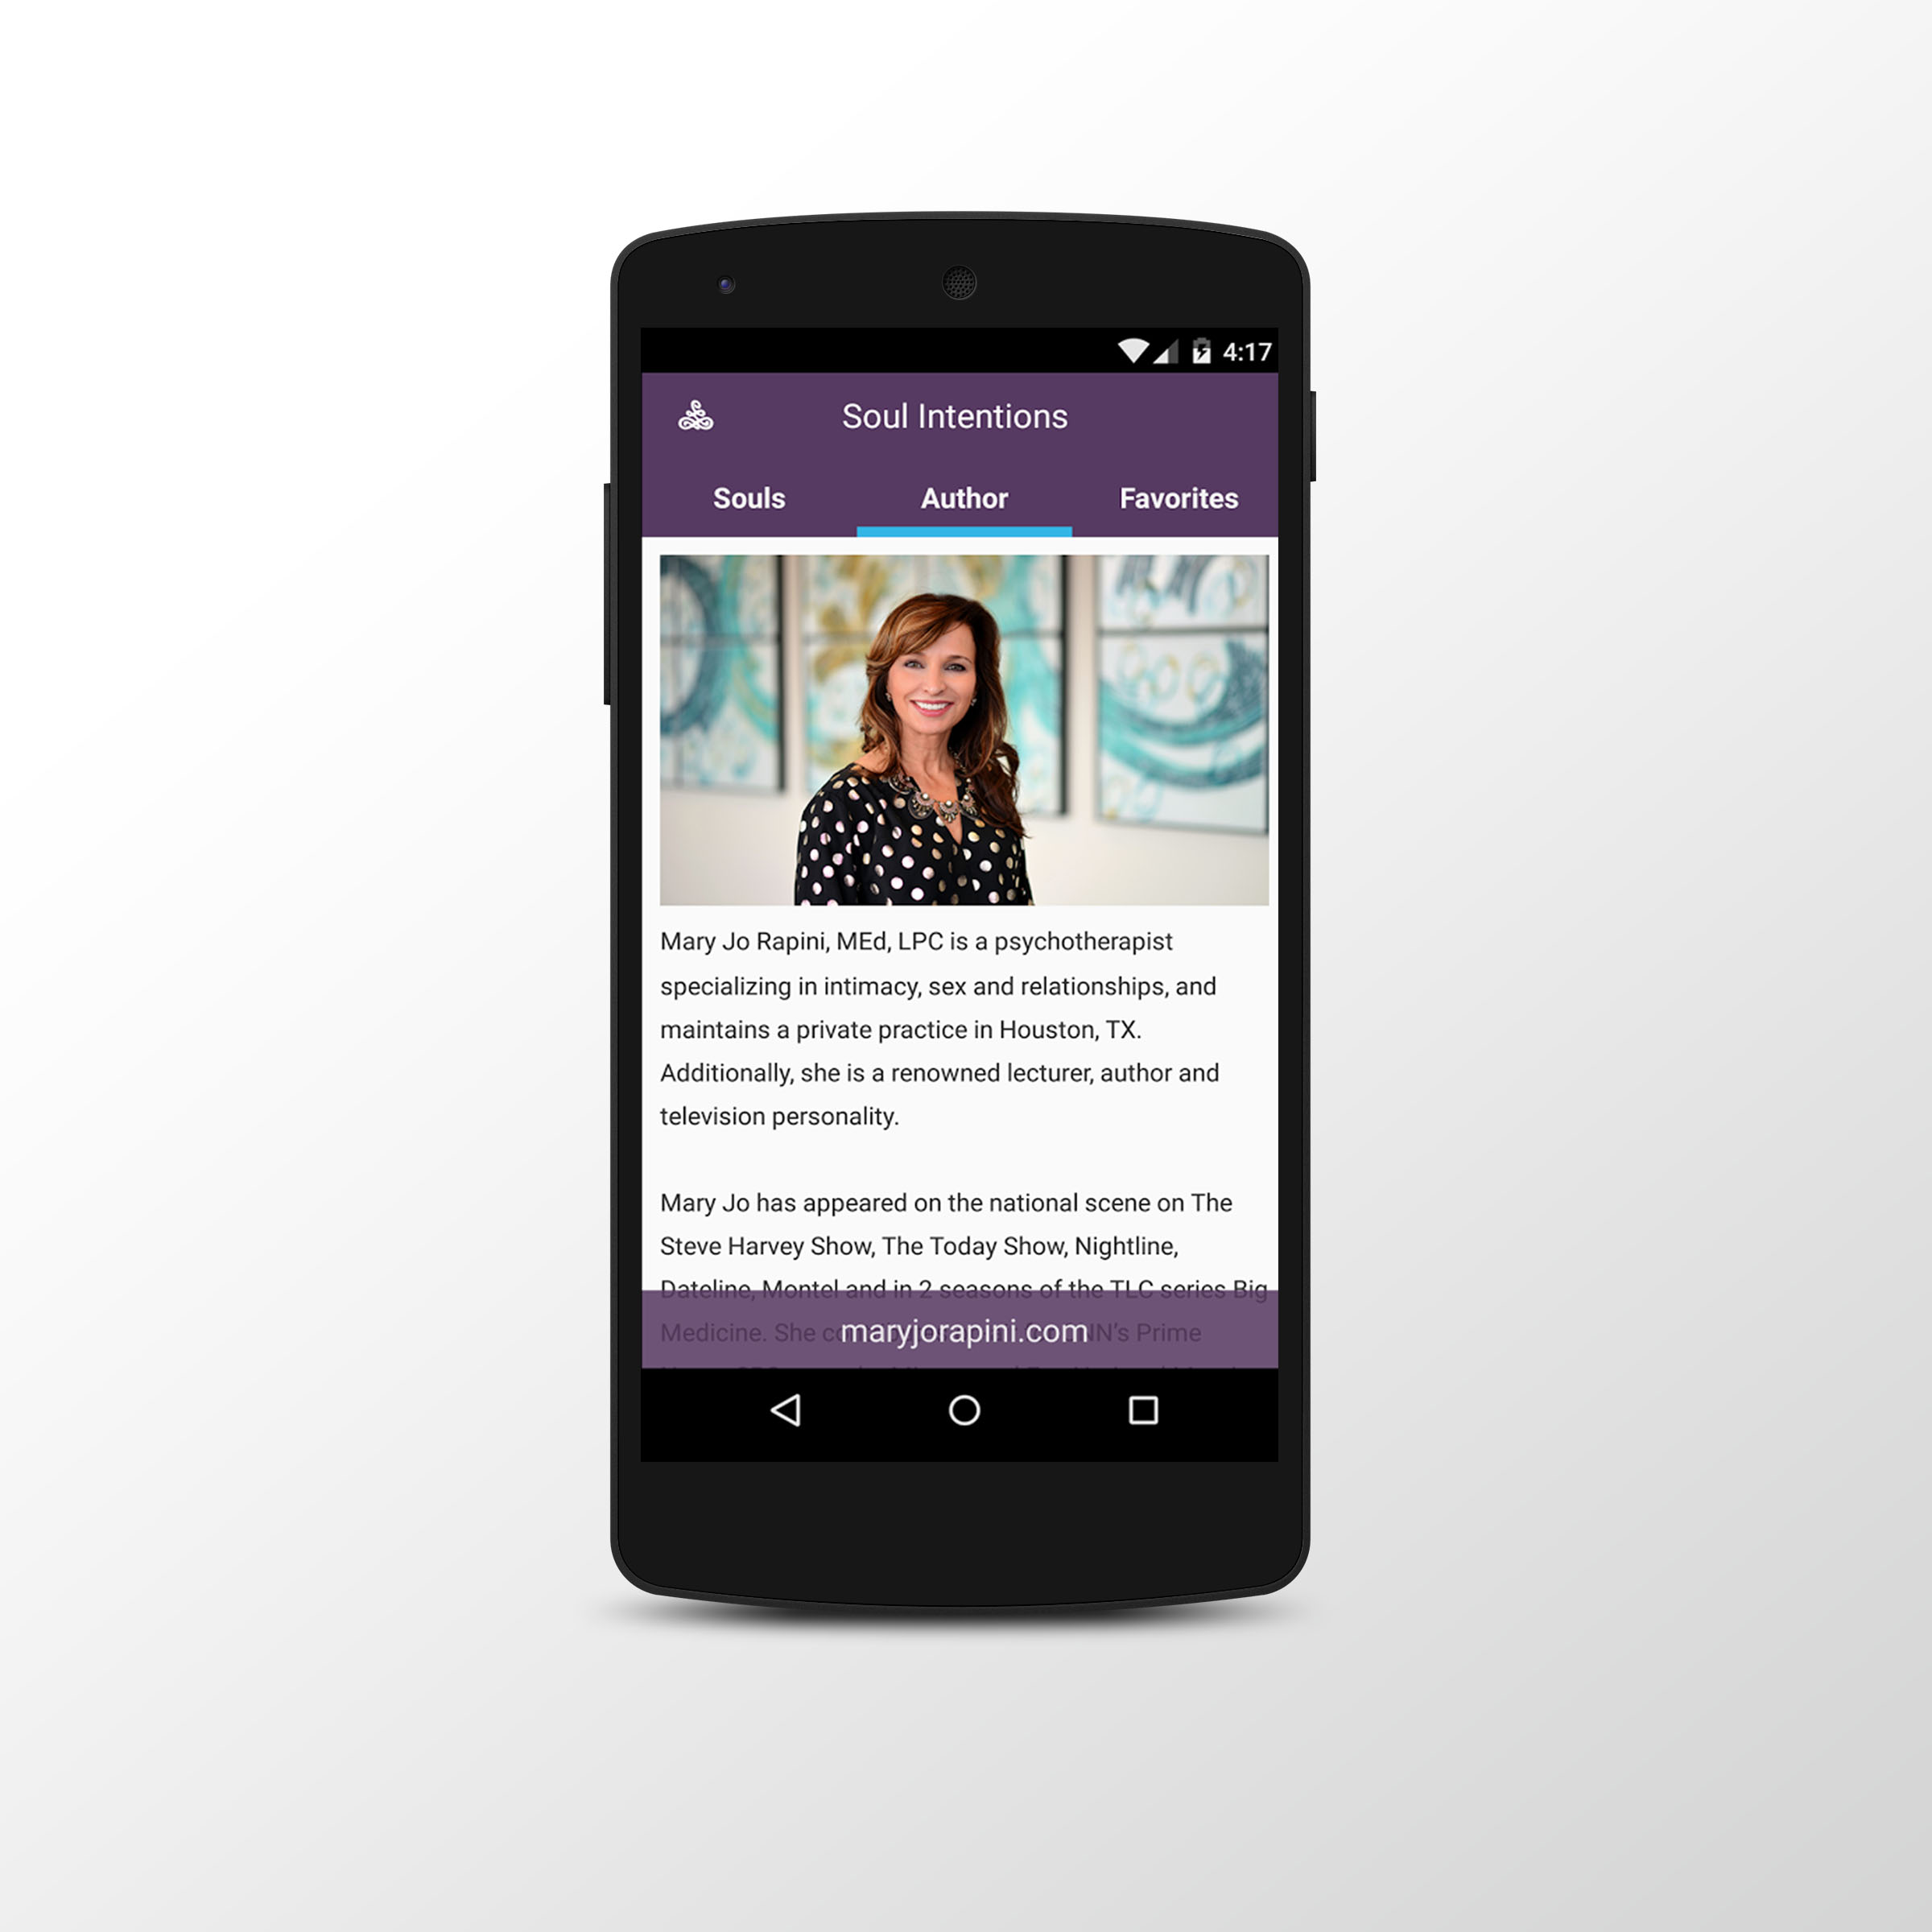 4:17
Soul Intentions
Souls Author Favorites
Mary Jo Rapini, MEd, LPC is a psychotherapist
specializing in intimacy, sex and relationships, and
maintains a private practice in Houston, TX.
Additionally, she is a renowned lecturer, author and
television personality.
Mary Jo has appeared on the national scene on The
Steve Harvey Show, The Today Show, Nightline,
Dateline, Montel and in 2 seasons of the TLC series Big
Medicine. She Prime
maryjorapini.com